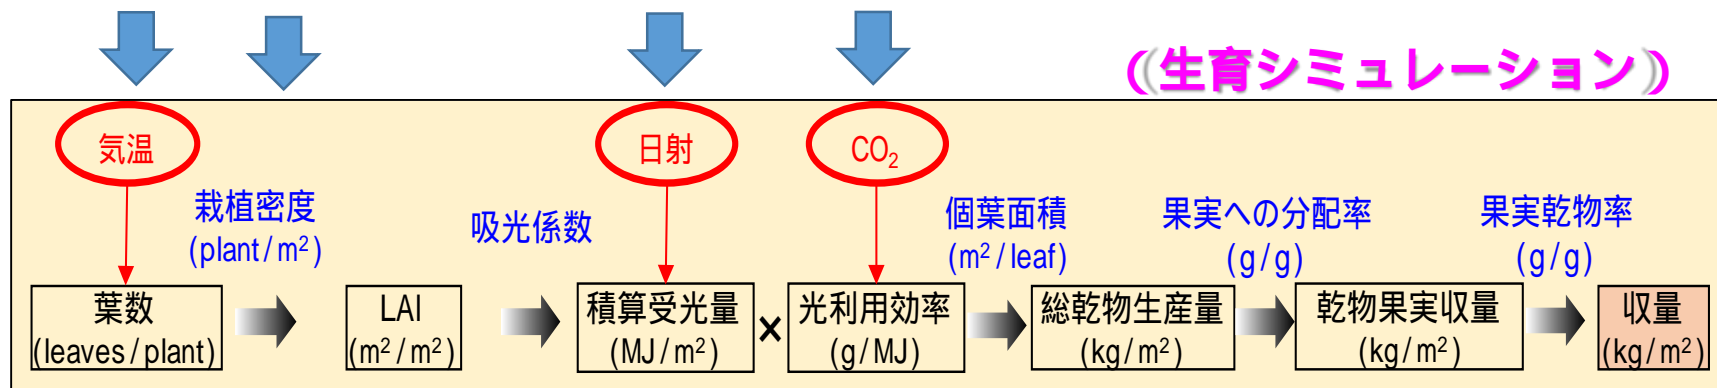 ((生育シミュレーション))
気温
日射
CO₂
栽植密度
(plant/m²)
吸光係数
個葉面積
(m²/leaf)
果実への分配率
(g/g)
果実乾物率
(g/g)
葉数
(leaves/plant)
LAI
(m²/m²)
積算受光量
(MJ/m²)
×
光利用効率
(g/MJ)
総乾物生産量
(kg/m²)
乾物果実収量
(kg/m²)
収量
(kg/m²)